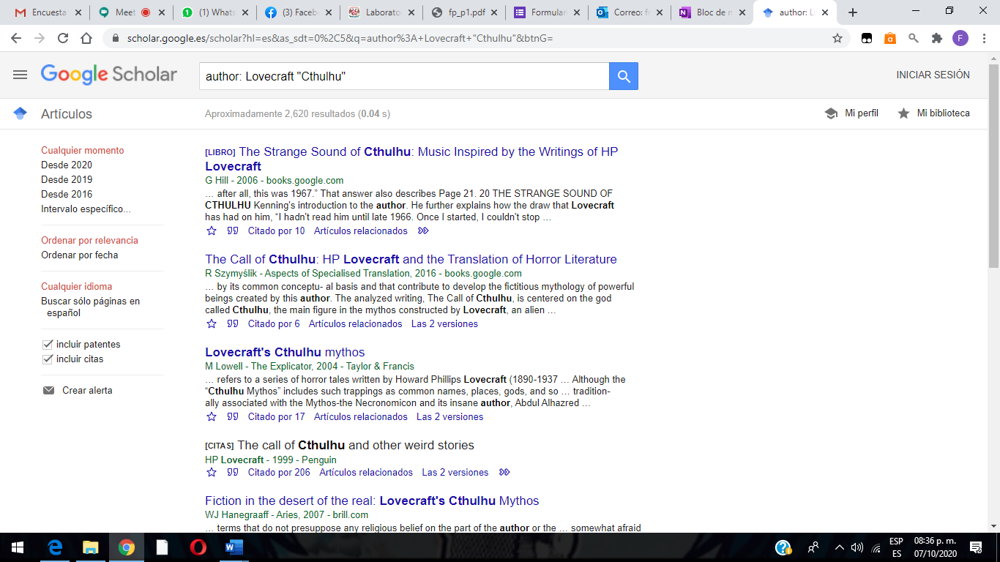 Encuesta
Meet
(1) Whats
(3) Faceb
Laborato
fp_p1.pdf
Formular
Correo: f
Bloc de n
author: L
scholar.google.es/scholar?hl=es&as_sdt=0%2C5&q=author%3A+Lovecraft+"Cthulhu"&btnG=
F
Google Scholar
author: Lovecraft "Cthulhu"
INICIAR SESIÓN
Artículos
Aproximadamente 2,620 resultados (0.04 s)
Mi perfil
Mi biblioteca
Cualquier momento
Desde 2020
Desde 2019
Desde 2016
Intervalo específico...
Ordenar por relevancia
Ordenar por fecha
Cualquier idioma
Buscar sólo páginas en
español
incluir patentes
incluir citas
Crear alerta
[LIBRO] The Strange Sound of Cthulhu: Music Inspired by the Writings of HP
Lovecraft
G Hill - 2006 - books.google.com
… after all, this was 1967.” That answer also describes Page 21. 20 THE STRANGE SOUND OF
CTHULHU Kenning's introduction to the author. He further explains how the draw that Lovecraft
has had on him, “I hadn't read him until late 1966. Once I started, I couldn't stop …
Citado por 10 Artículos relacionados
The Call of Cthulhu: HP Lovecraft and the Translation of Horror Literature
R Szymyślik - Aspects of Specialised Translation, 2016 - books.google.com
… by its common conceptu- al basis and that contribute to develop the fictitious mythology of powerful
beings created by this author. The analyzed writing, The Call of Cthulhu, is centered on the god
called Cthulhu, the main figure in the mythos constructed by Lovecraft, an alien …
Citado por 6 Artículos relacionados Las 2 versiones
Lovecraft's Cthulhu mythos
M Lowell - The Explicator, 2004 - Taylor & Francis
… refers to a series of horror tales written by Howard Phillips Lovecraft (1890-1937 … Although the
“Cthulhu Mythos” includes such trappings as common names, places, gods, and so … tradition-
ally associated with the Mythos-the Necronomicon and its insane author, Abdul Alhazred …
Citado por 17 Artículos relacionados Las 2 versiones
[CITAS] The call of Cthulhu and other weird stories
HP Lovecraft - 1999 - Penguin
Citado por 206 Artículos relacionados Las 2 versiones
Fiction in the desert of the real: Lovecraft's Cthulhu Mythos
WJ Hanegraaff - Aries, 2007 - brill.com
… terms that do not presuppose any religious belief on the part of the author or the … somewhat afraid
ESP
ES
08:36 p. m.
07/10/2020